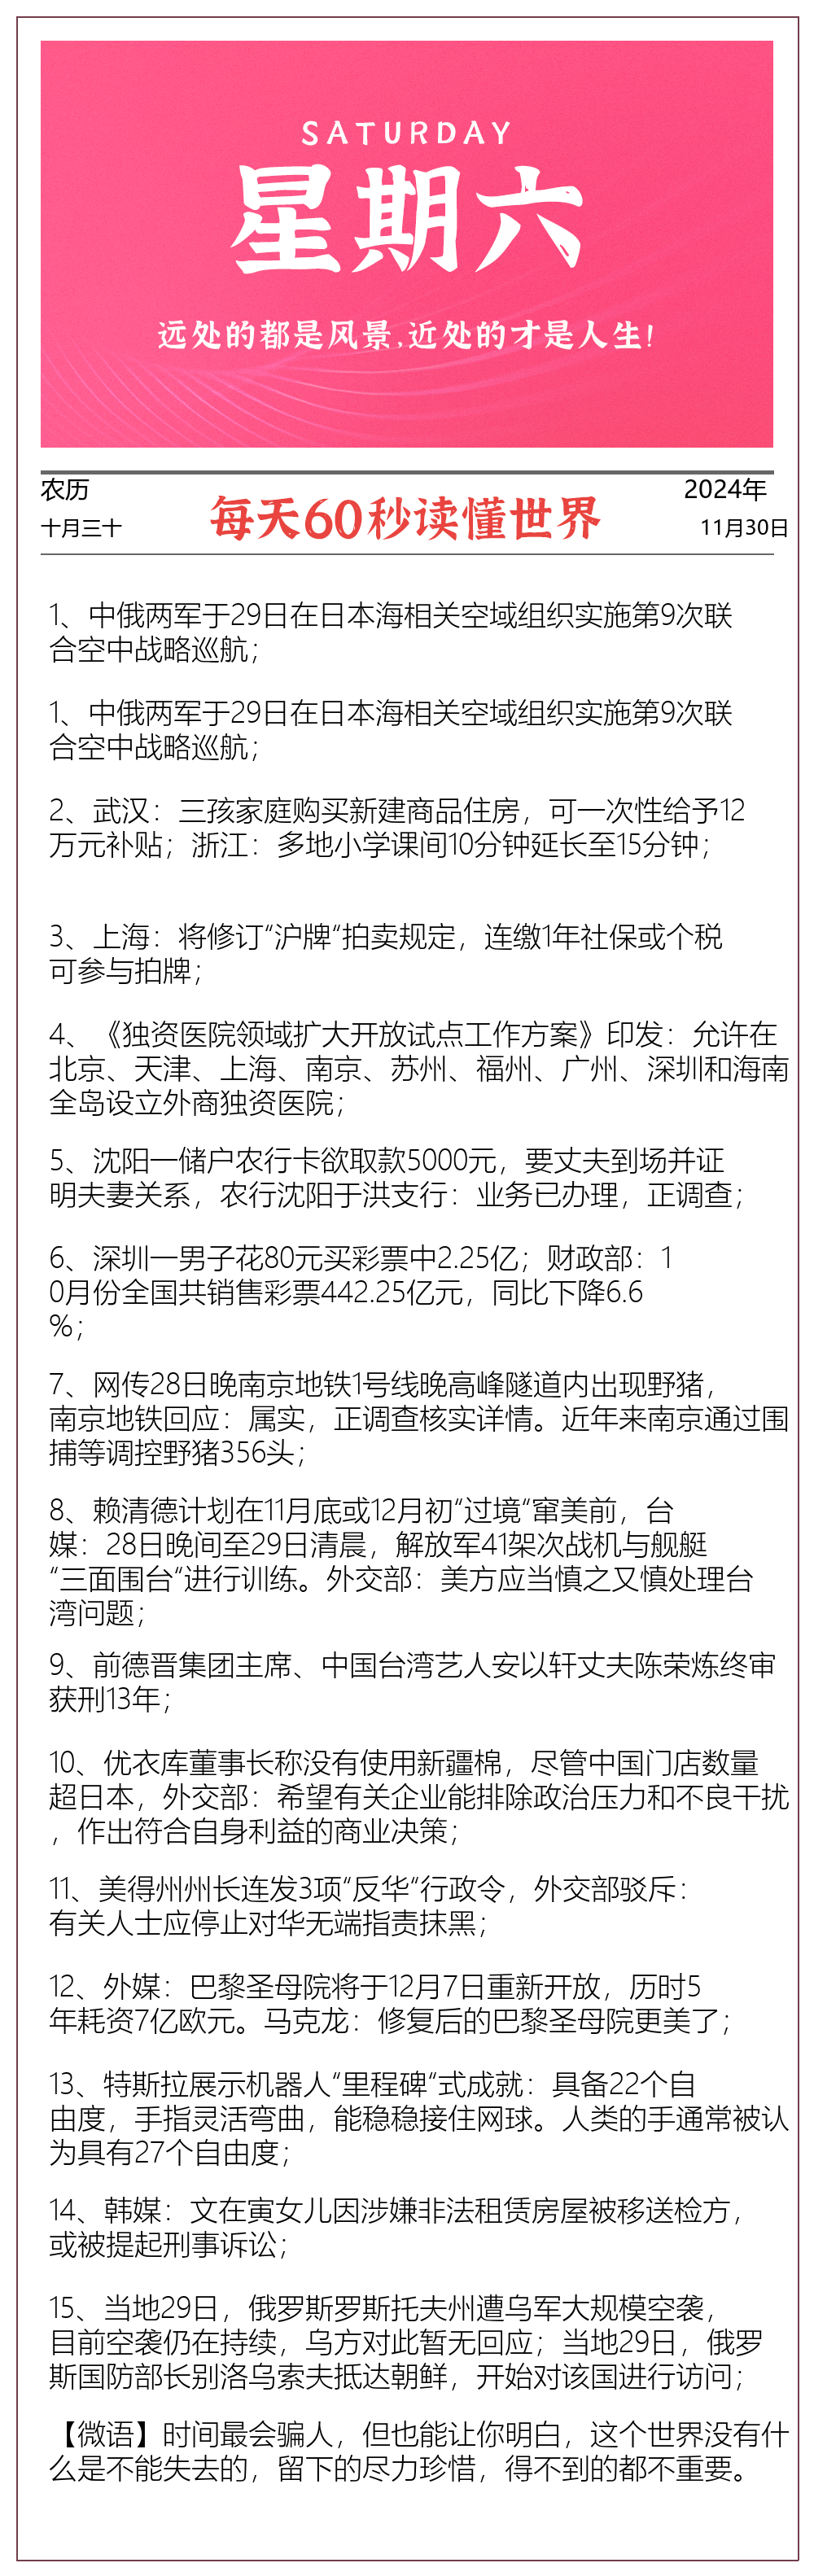 SATURDAY
星期六
远处的都是风景,近处的才是人生!
农历
2024年
每天60秒读懂世界
十月三十
11月30日
1、中俄两军于29日在日本海相关空域组织实施第9次联
合空中战略巡航；
1、中俄两军于29日在日本海相关空域组织实施第9次联
合空中战略巡航；
2、武汉：三孩家庭购买新建商品住房，可一次性给予12
万元补贴；浙江：多地小学课间10分钟延长至15分钟；
3、上海：将修订“沪牌“拍卖规定，连缴1年社保或个税
可参与拍牌；
4、《独资医院领域扩大开放试点工作方案》印发：允许在
北京、天津、上海、南京、苏州、福州、广州、深圳和海南
全岛设立外商独资医院；
5、沈阳一储户农行卡欲取款5000元，要丈夫到场并证
明夫妻关系，农行沈阳于洪支行：业务已办理，正调查；
6、深圳一男子花80元买彩票中2.25亿；财政部：1
0月份全国共销售彩票442.25亿元，同比下降6.6
%；
7、网传28日晚南京地铁1号线晚高峰隧道内出现野猪，
南京地铁回应：属实，正调查核实详情。近年来南京通过围
捕等调控野猪356头；
8、赖清德计划在11月底或12月初“过境“窜美前，台
媒：28日晚间至29日清晨，解放军41架次战机与舰艇
“三面围台“进行训练。外交部：美方应当慎之又慎处理台
湾问题；
9、前德晋集团主席、中国台湾艺人安以轩丈夫陈荣炼终审
获刑13年；
10、优衣库董事长称没有使用新疆棉，尽管中国门店数量
超日本，外交部：希望有关企业能排除政治压力和不良干扰
，作出符合自身利益的商业决策；
11、美得州州长连发3项“反华“行政令，外交部驳斥：
有关人士应停止对华无端指责抹黑；
12、外媒：巴黎圣母院将于12月7日重新开放，历时5
年耗资7亿欧元。马克龙：修复后的巴黎圣母院更美了；
13、特斯拉展示机器人“里程碑“式成就：具备22个自
由度，手指灵活弯曲，能稳稳接住网球。人类的手通常被认
为具有27个自由度；
14、韩媒：文在寅女儿因涉嫌非法租赁房屋被移送检方，
或被提起刑事诉讼；
15、当地29日，俄罗斯罗斯托夫州遭乌军大规模空袭，
目前空袭仍在持续，乌方对此暂无回应；当地29日，俄罗
斯国防部长别洛乌索夫抵达朝鲜，开始对该国进行访问；
【微语】时间最会骗人，但也能让你明白，这个世界没有什
么是不能失去的，留下的尽力珍惜，得不到的都不重要。